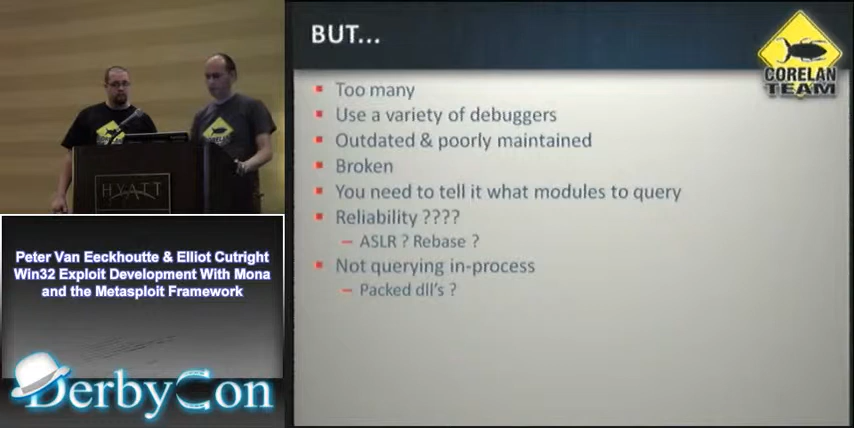 BUT...
CORELAN
TEAM
Too many
Use a variety of debuggers
Outdated & poorly maintained
Broken
You need to tell it what modules to query
Reliability ????
– ASLR ? Rebase ?
Not querying in-process
– Packed dll's ?
HYATT
Peter Van Eeckhoutte & Elliot Cutright
Win32 Exploit Development With Mona
and the Metasploit Framework
DerbyCon